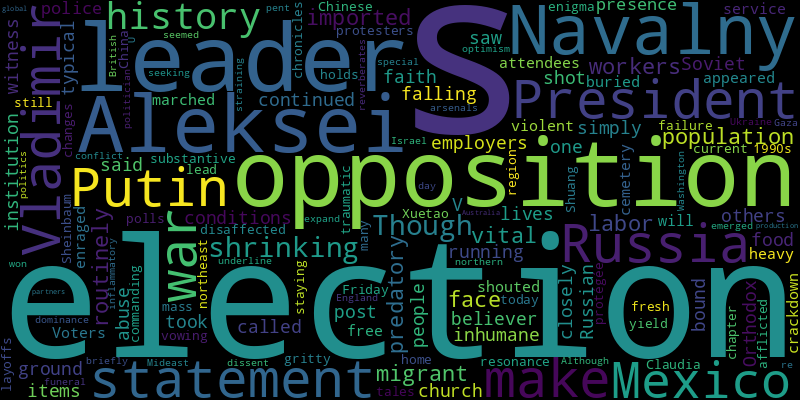 global
police
history
pent
Chinese
enigma
presence
service
seemed
imported
protesters
leader
S
Navalny
witness
typical
British
China
politician
seeking
straining
chronicles
holds
reverberates
optimism
special
saw
attendees
workers
Soviet
Vladimir
faith
shot
buried
appeared
still
changes
Aleksei
marched
continued
falling
arsenals
President
institution
politics
conflict
said
substantive
lead
traumatic
Israel
employers
violent
simply
failure
Ukraine
Gaza
population
one
current
1990s
Putin
opposition
regions
cemetery
Washington
day
Shuang
Sheinbaum
enraged
routinely
polls
conditions
many
V
lives
will
others
won
expand
Xuetao
Australia
emerged
production
war
disaffected
Though
vital
labor
Russia
food
election
inflammatory
abuse
commanding
northeast
shrinking
called
staying
running
heavy
underline
predatory
northern
closely
Russian
protegee
bound
Orthodox
afflicted
crackdown
partners
dominance
mass
took
Friday
England
post
people
face
shouted
today
fresh
Voters
vowing
free
believer
inhumane
yield
chapter
layoffs
ground
briefly
Mideast
dissent
gritty
home
resonance
Although
Claudia
re
items
funeral
statement
migrant
tales
church
make
Mexico